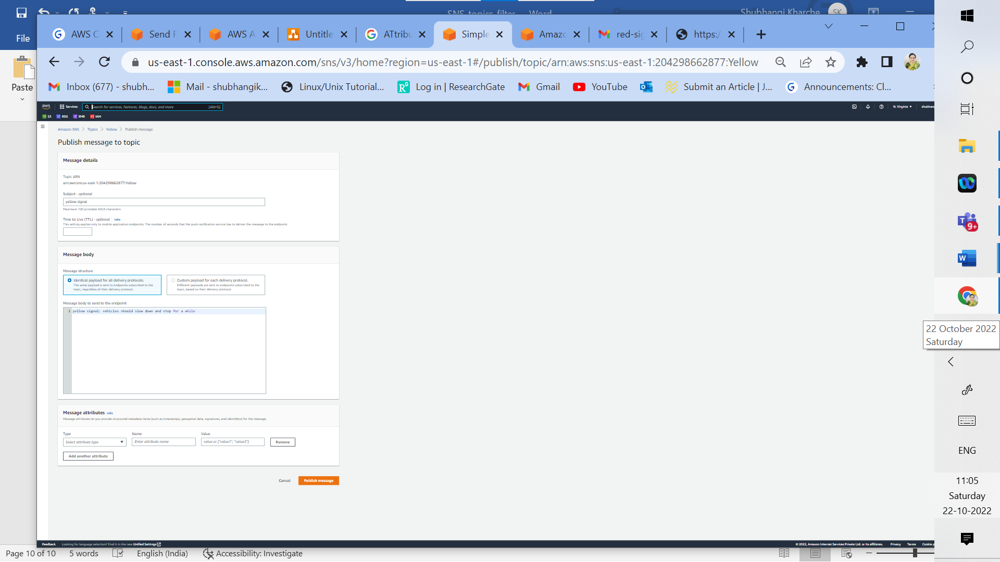 SNS_topics_filter - Word
Shubhangi Kharche
SK
File
Paste
AWS C
Send F
AWS A
Untitle
ATtribu
Simple
Amazo
red-sig
https:/
us-east-1.console.aws.amazon.com/sns/v3/home?region=us-east-1#/publish/topic/arn:aws:sns:us-east-1:204298662877:Yellow
Inbox (677) - shubh...
Mail - shubhangik...
Linux/Unix Tutorial...
Log in | ResearchGate
Gmail
YouTube
Submit an Article | J...
Announcements: Cl...
aws
Services
Search for services, features, blogs, docs, and more
[Alt+S]
N. Virginia
shubhang
S3
RDS
EMR
IAM
Amazon SNS
Topics
Yellow
Publish message
Publish message to topic
Message details
Topic ARN
arn:aws:sns:us-east-1:204298662877:Yellow
Subject - optional
yellow signal
Maximum 100 printable ASCII characters
Time to Live (TTL) - optional
Info
This setting applies only to mobile application endpoints. The number of seconds that the push notification service has to deliver the message to the endpoint.
Message body
Message structure
Identical payload for all delivery protocols.
The same payload is sent to endpoints subscribed to the
topic, regardless of their delivery protocol.
Custom payload for each delivery protocol.
Different payloads are sent to endpoints subscribed to the
topic, based on their delivery protocol.
Message body to send to the endpoint
1 yellow signal: vehicles should slow down and stop for a while
Message attributes Info
Message attributes let you provide structured metadata items (such as timestamps, geospatial data, signatures, and identifiers) for the message.
Type
Name
Value
Select attribute type
Enter attribute name
value or ["value1", "value2"]
Remove
Add another attribute
Cancel
Publish message
Feedback
Looking for language selection? Find it in the new Unified Settings
© 2022, Amazon Internet Services Private Ltd. or its affiliates.
Privacy
Terms
Cookie p
Page 10 of 10
5 words
English (India)
Accessibility: Investigate
9+
22 October 2022
Saturday
ENG
11:05
Saturday
22-10-2022